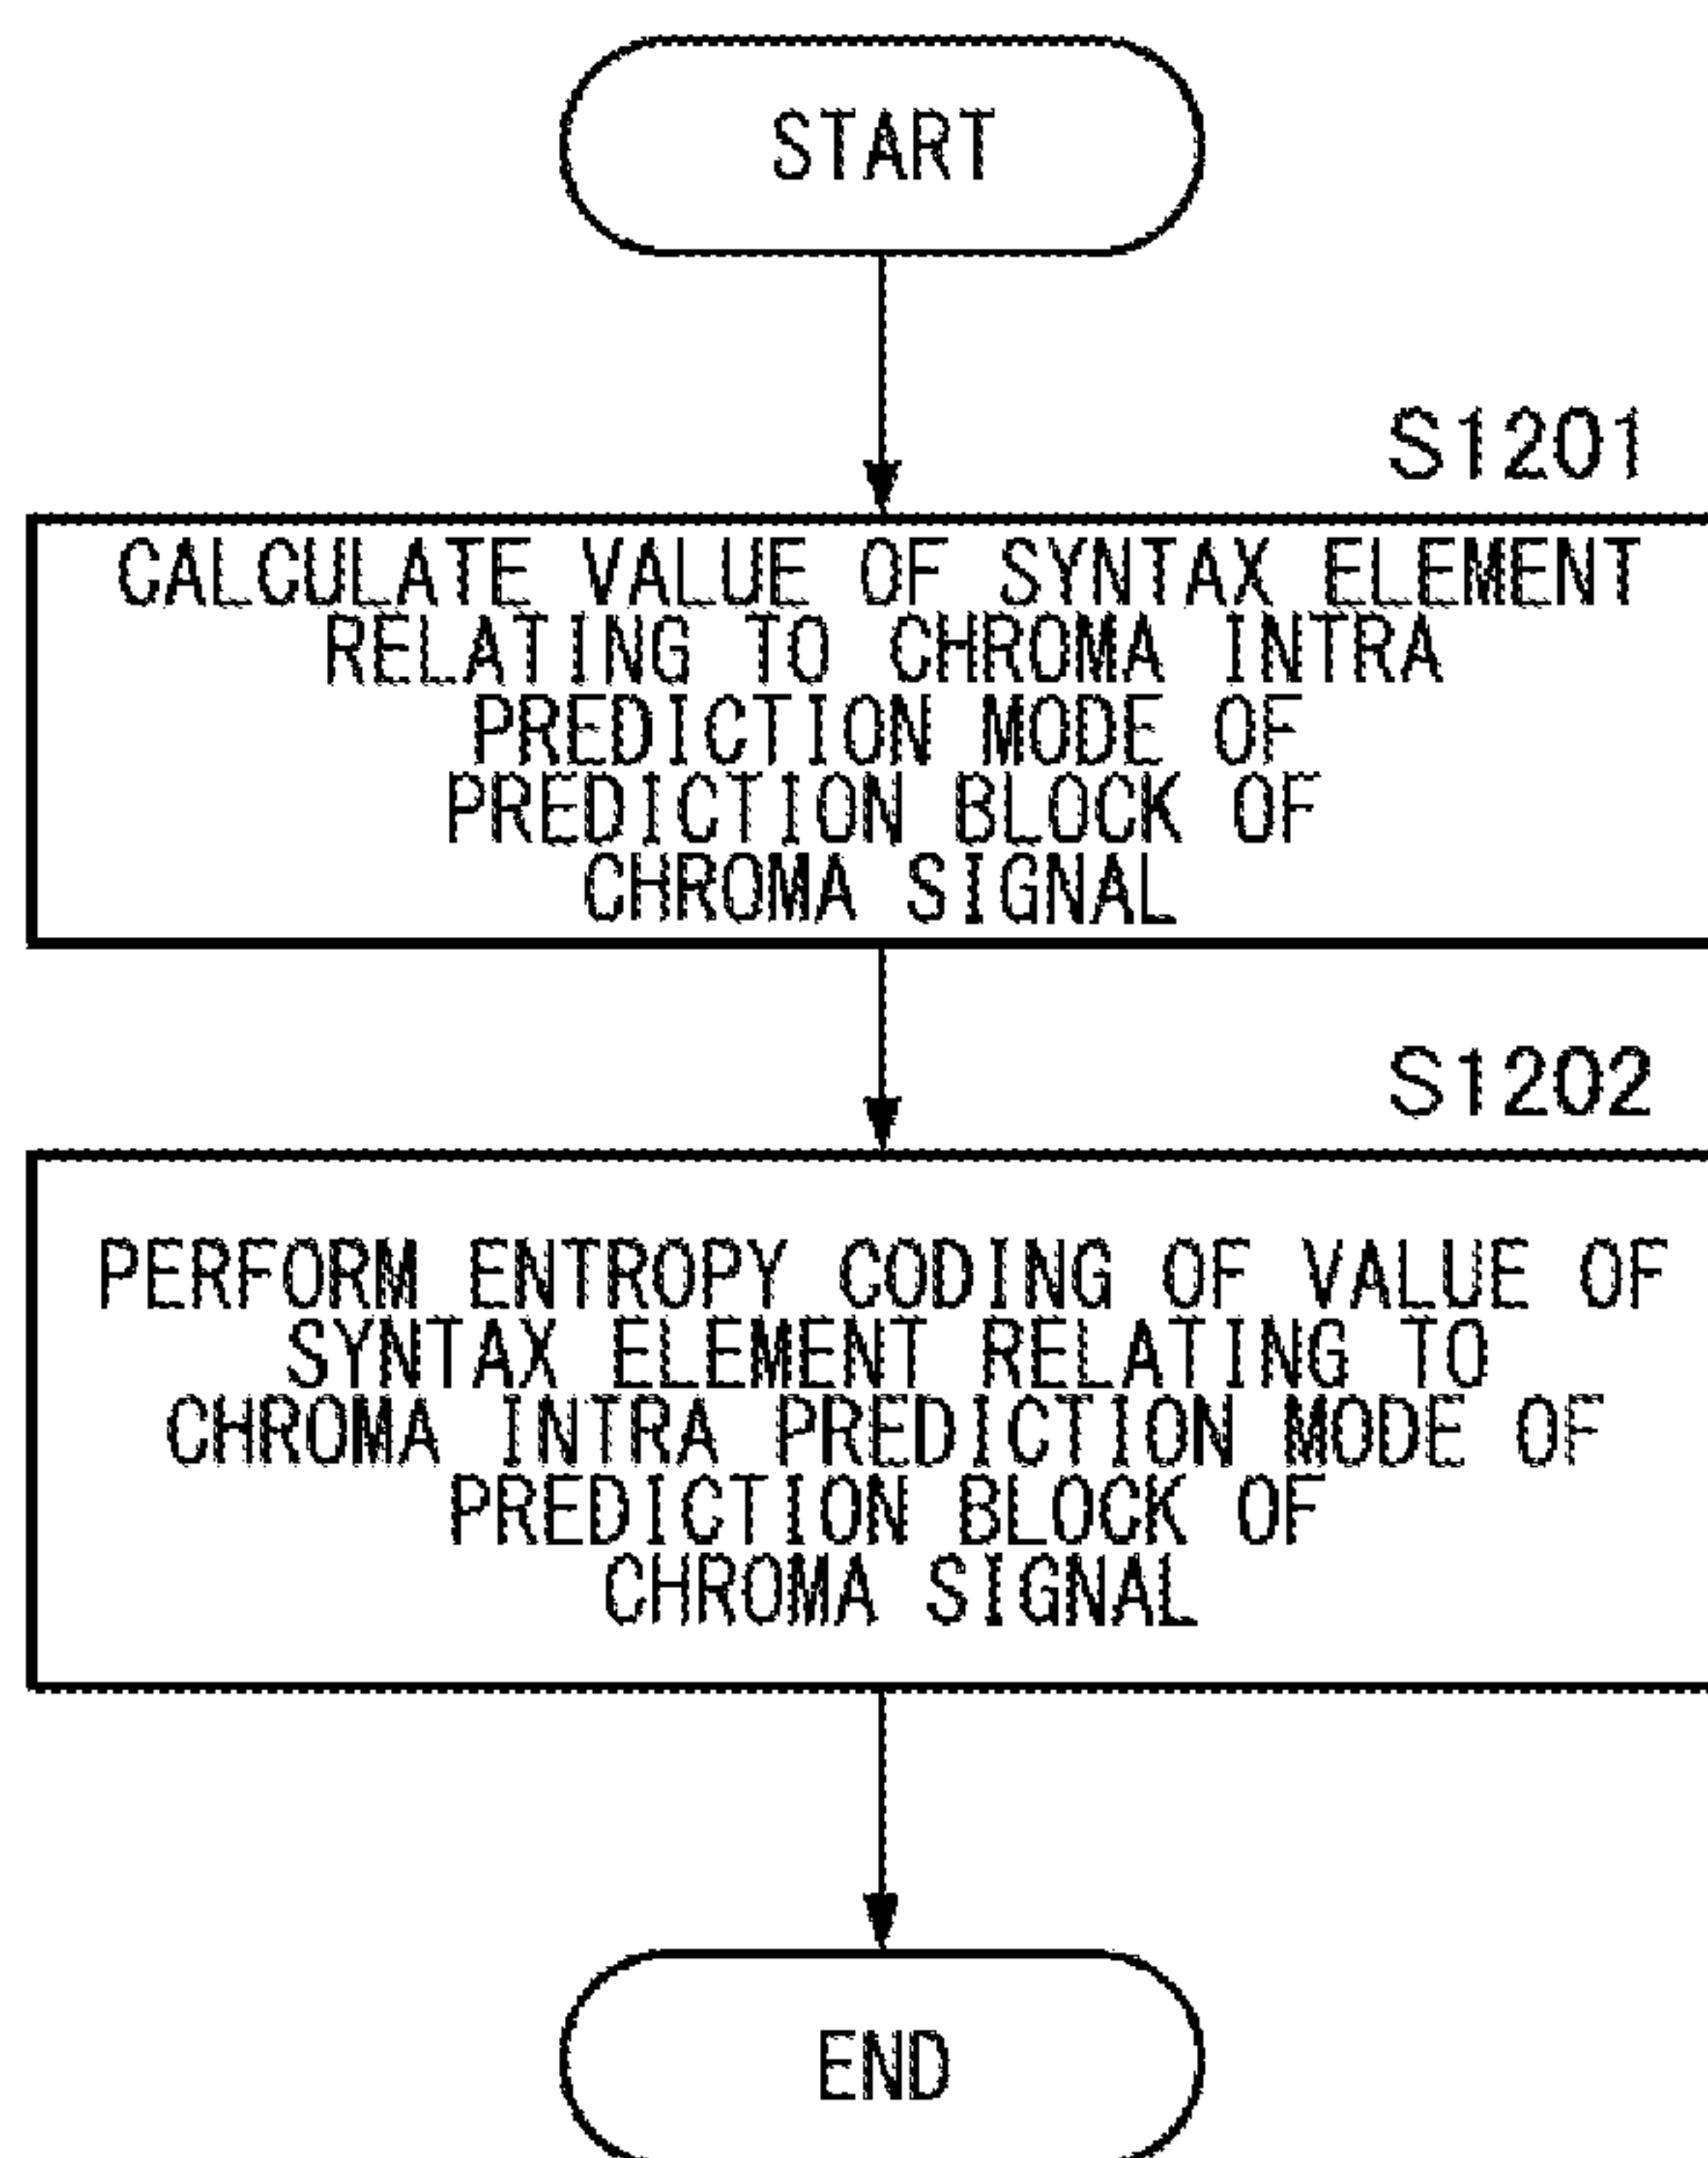 START
S1201
CALCULATE VALUE OF SYNTAX ELEMENT
RELATING TO CHROMA INTRA
PREDICTION MODE OF
PREDICTION BLOCK OF
CHROMA SIGNAL
S1202
PERFORM ENTROPY CODING OF VALUE OF
SYNTAX ELEMENT RELATING TO
CHROMA INTRA PREDICTION MODE OF
PREDICTION BLOCK OF
CHROMA SIGNAL
END